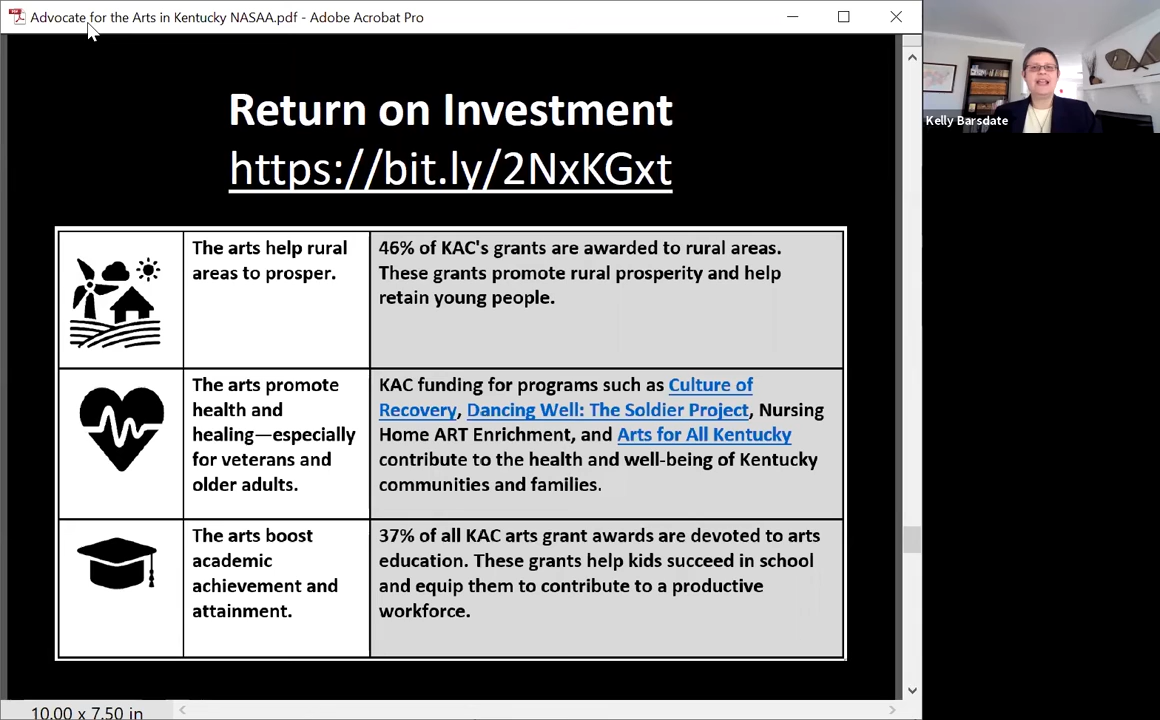 Advocate for the Arts in Kentucky NASAA.pdf - Adobe Acrobat Pro
Kelly Barsdate
Return on Investment
https://bit.ly/2NxKGxt
The arts help rural
areas to prosper.
46% of KAC's grants are awarded to rural areas.
These grants promote rural prosperity and help
retain young people.
The arts promote
health and
healing—especially
for veterans and
older adults.
KAC funding for programs such as Culture of
Recovery, Dancing Well: The Soldier Project, Nursing
Home ART Enrichment, and Arts for All Kentucky
contribute to the health and well-being of Kentucky
communities and families.
The arts boost
academic
achievement and
attainment.
37% of all KAC arts grant awards are devoted to arts
education. These grants help kids succeed in school
and equip them to contribute to a productive
workforce.
10.00 x 7.50 in